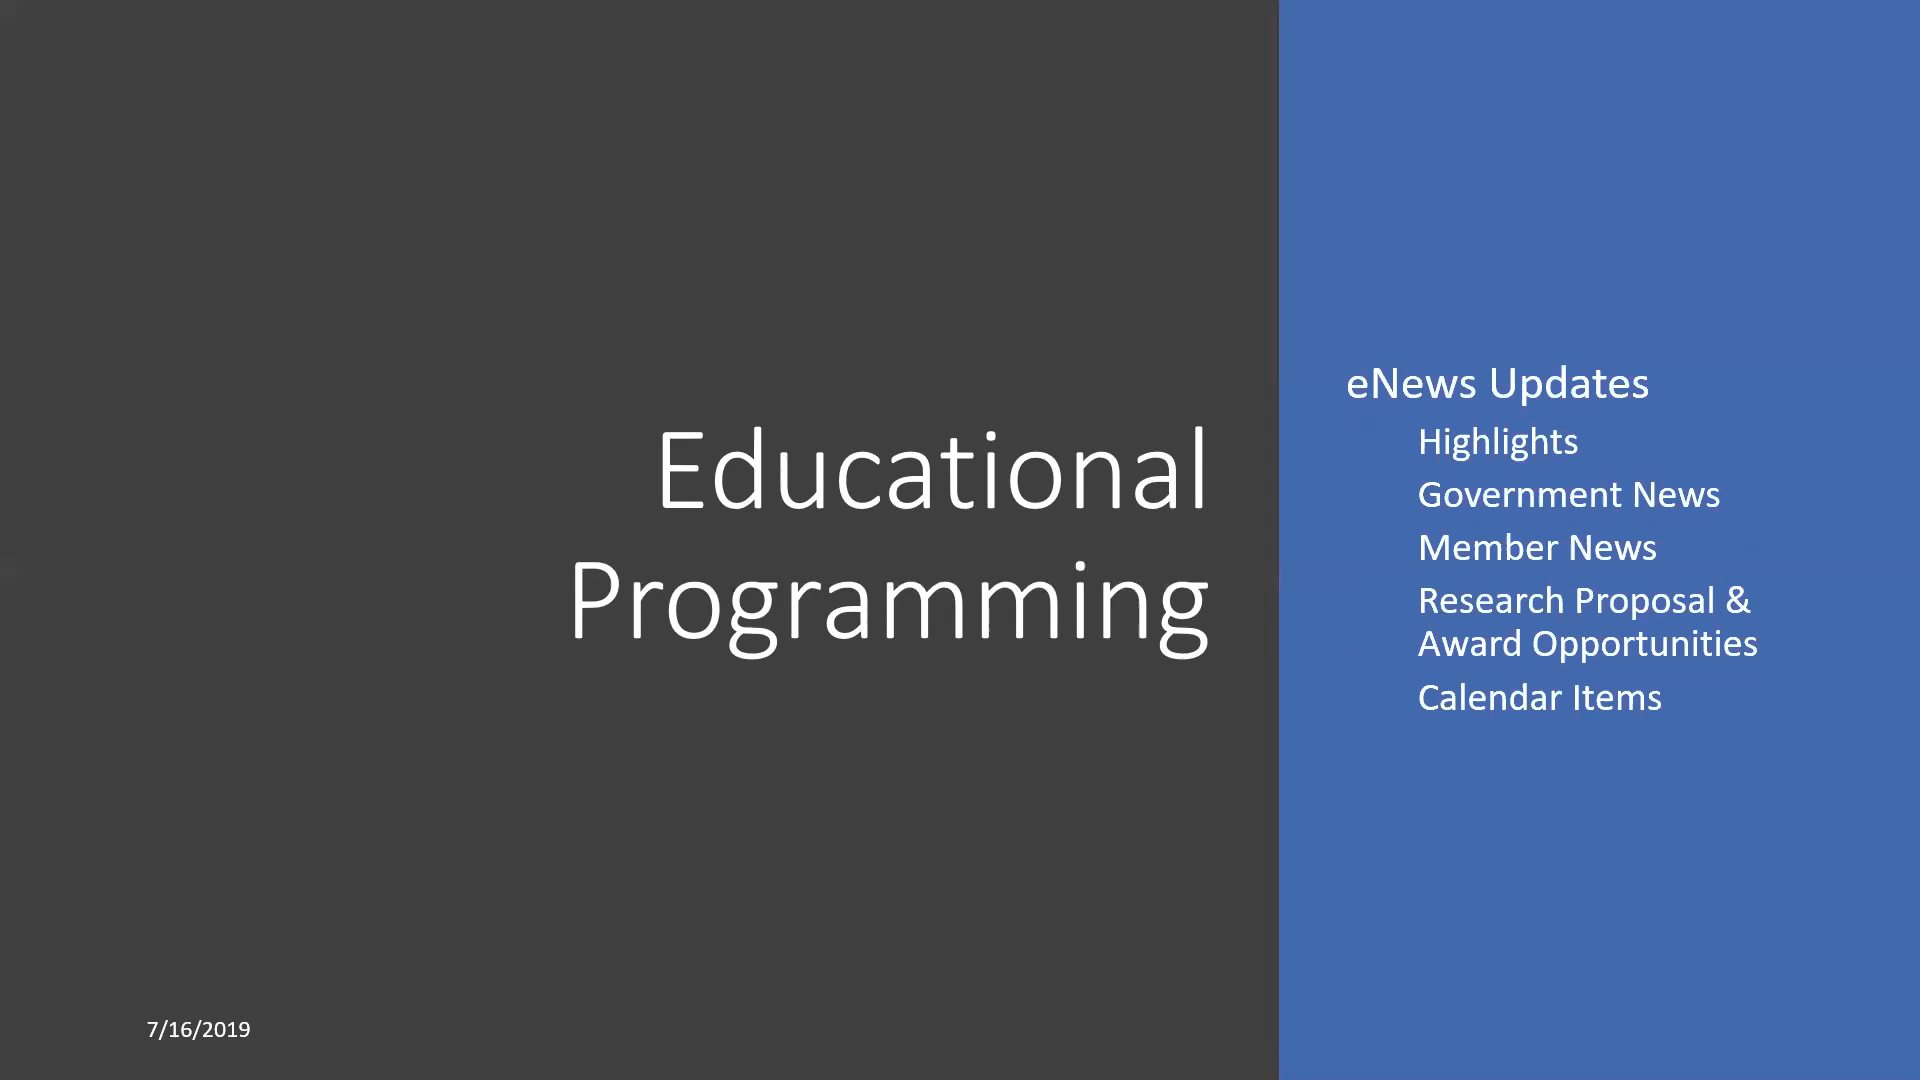 Educational
Programming
eNews Updates
Highlights
Government News
Member News
Research Proposal &
Award Opportunities
Calendar Items
7/16/2019